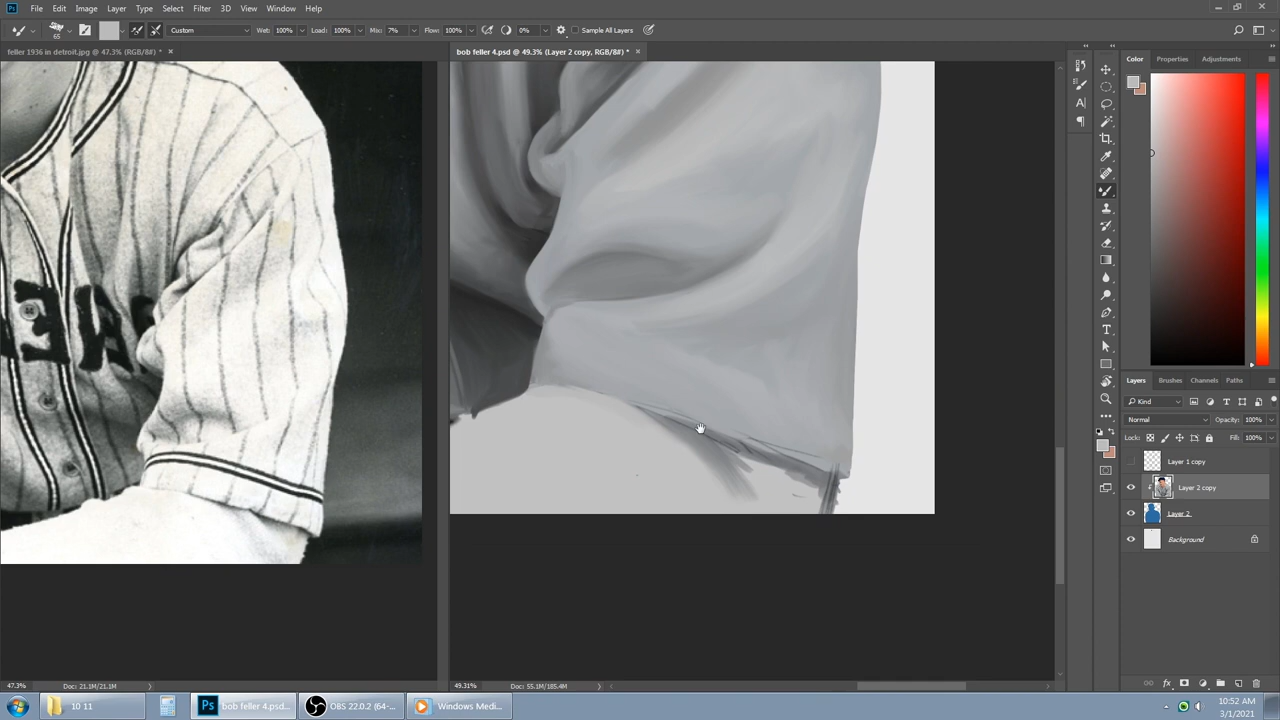 Ps File Edit Image Layer Type Select Filter 3D View Window Help
65 Custom Wet: 100% Load: 100% Mix: 7% Flow: 100% 0% Sample All Layers
feller 1936 in detroit.jpg @ 47.3% (RGB/8#) * ×
bob feller 4.psd @ 49.3% (Layer 2 copy, RGB/8#) * ×
Color Properties Adjustments
Layers Brushes Channels Paths
Kind
Normal Opacity: 100%
Lock: Fill: 100%
Layer 1 copy
Layer 2 copy
Layer 2
Background
47.3% Doc: 21.1M/21.1M
49.31% Doc: 55.1M/185.4M
10 11
Ps bob feller 4.psd...
OBS 22.0.2 (64-...
Windows Medi...
10:52 AM
3/1/2021